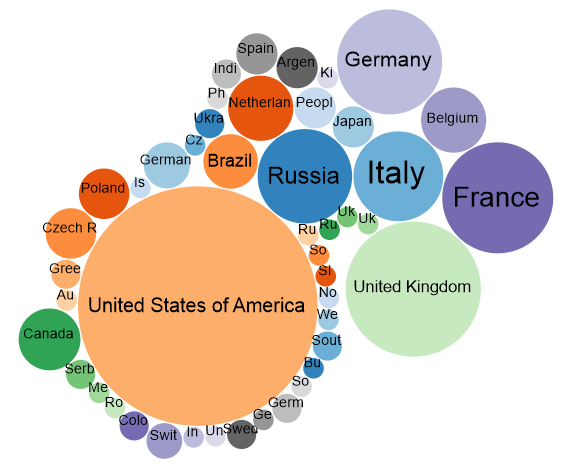 Spain
Argen
Indi
Ki
Germany
Ph
Netherlan
Peopl
Ukra
Japan
Belgium
Cz
German
Brazil
Russia
Italy
Is
Poland
France
Czech R
Ru
Ru
Uk
Uk
So
Gree
Sl
Au
No
United Kingdom
United States of America
We
Canada
Sout
Bu
Serb
So
Me
Ro
Germ
Colo
Ge
Swit
In
Un
Swed